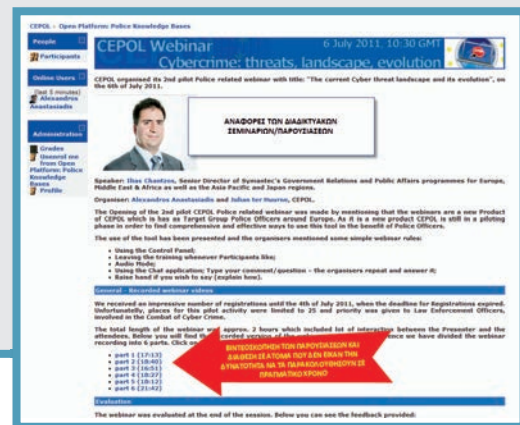 CEPOL - Open Platform: Police Knowledge Bases
People
Participants
Online Users
(last 5 minutes)
Alexandros
Anastasiadis
Administration
Grades
Unenrol me
from Open
Platform: Police
Knowledge
Bases
Profile
CEPOL Webinar
6 July 2011, 10:30 GMT
Cybercrime: threats, landscape, evolution
CEPOL organised its 2nd pilot Police related webinar with title: "The current Cyber threat landscape and its evolution", on
the 6th of July 2011.
ΑΝΑΦΟΡΕΣ ΤΩΝ ΔΙΑΔΙΚΤΥΑΚΩΝ
ΣΕΜΙΝΑΡΙΩΝ/ΠΑΡΟΥΣΙΑΣΕΩΝ
Speaker: Ilias Chantzos, Senior Director of Symantec's Government Relations and Public Affairs programmes for Europe,
Middle East & Africa as well as the Asia Pacific and Japan regions.
Organiser: Alexandros Anastasiadis and Johan ter Huurne, CEPOL.
The Opening of the 2nd pilot CEPOL Police related webinar was made by mentioning that the webinars are a new Product
of CEPOL which is has as Target Group Police Officers around Europe. As it is a new product CEPOL is still in a piloting
phase in order to find comprehensive and effective ways to use this tool in the benefit of Police Officers.
The use of the tool has been presented and the organisers mentioned some simple webinar rules:
Using the Control Panel;
Leaving the training whenever Participants like;
Audio Mode;
Using the Chat application: Type your comment/question – the organisers repeat and answer it;
Raise hand if you wish to say (explain how).
General - Recorded webinar videos
We received an impressive number of registrations until the 4th of July 2011, when the deadline for Registrations expired.
Unfortunatelly, places for this pilot activity were limited to 25 and priority was given to Law Enforcement Officers,
involved in the Combat of Cyber Crime.
The total length of the webinar was approx. 2 hours which included lot of interaction between the Presenter and the
attendees. Below you will find the recorded version of the
we have divided the webinar
recording into 6 parts. Click on
part 1 (17:13)
part 2 (18:40)
part 3 (16:51)
part 4 (18:27)
part 5 (18:12)
part 6 (21:42)
ΒΙΝΤΕΟΣΚΟΠΗΣΗ ΤΩΝ ΠΑΡΟΥΣΙΑΣΕΩΝ ΚΑΙ
ΔΙΑΘΕΣΗ ΣΕ ΑΤΟΜΑ ΠΟΥ ΔΕΝ ΕΙΧΑΝ ΤΗΝ
ΔΥΝΑΤΟΤΗΤΑ ΝΑ ΤΑ ΠΑΡΑΚΟΛΟΥΘΗΣΟΥΝ ΣΕ
ΠΡΑΓΜΑΤΙΚΟ ΧΡΟΝΟ
Evaluation
The webinar was evaluated at the end of the session. Below you can see the feedback provided: